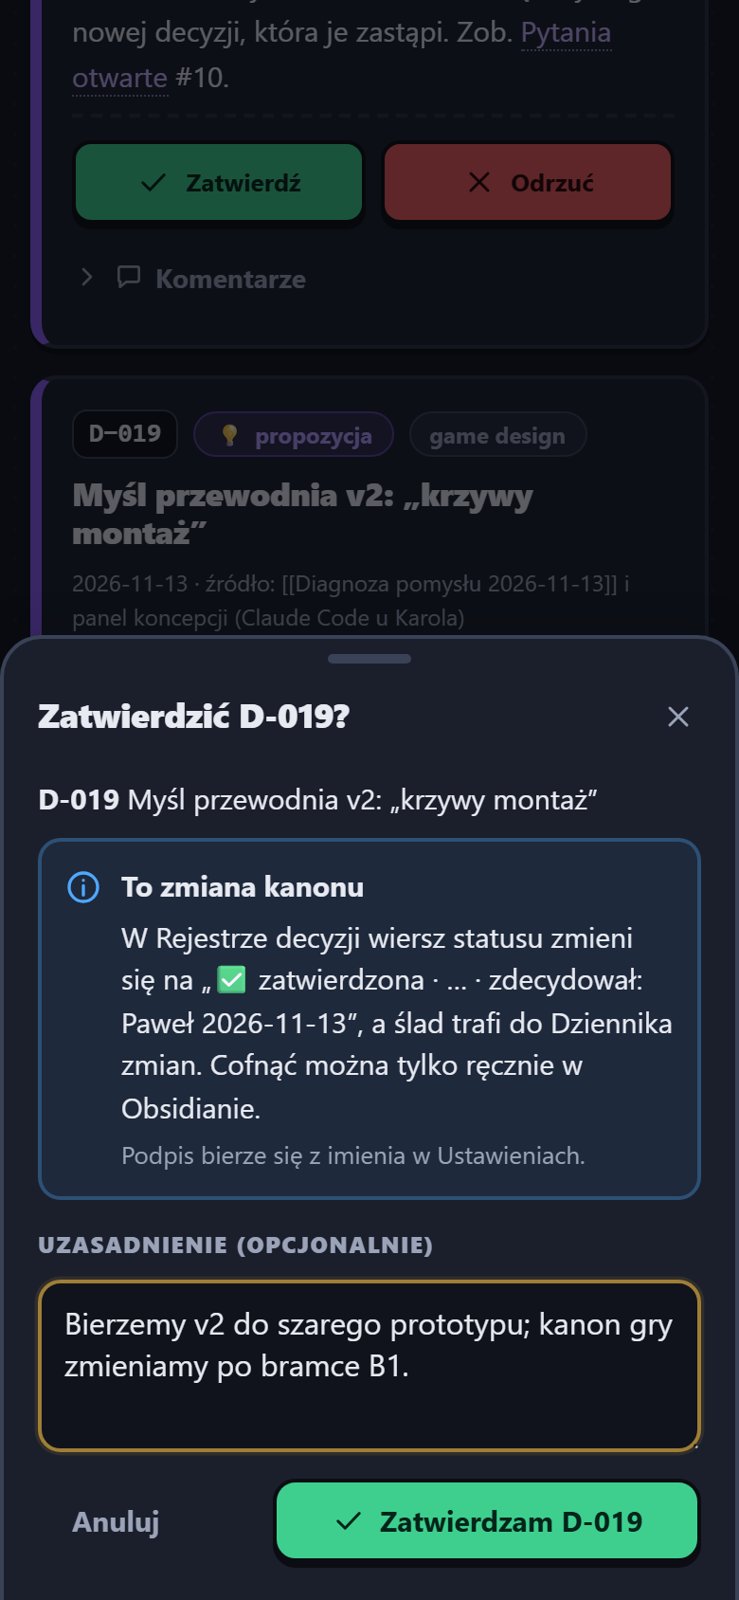 nowej decyzji, która je zastąpi. Zob. Pytania
otwarte #10.
Zatwierdź
Odrzuć
Komentarze
D-019
propozycja
game design
Myśl przewodnia v2: „krzywy
montaż”
2026-11-13 · źródło: [[Diagnoza pomysłu 2026-11-13]] i
panel koncepcji (Claude Code u Karola)
Zatwierdzić D-019?
D-019 Myśl przewodnia v2: „krzywy montaż”
To zmiana kanonu
W Rejestrze decyzji wiersz statusu zmieni
się na „✅ zatwierdzona · … · zdecydował:
Paweł 2026-11-13”, a ślad trafi do Dziennika
zmian. Cofnąć można tylko ręcznie w
Obsidianie.
Podpis bierze się z imienia w Ustawieniach.
UZASADNIENIE (OPCJONALNIE)
Bierzemy v2 do szarego prototypu; kanon gry
zmieniamy po bramce B1.
Anuluj
Zatwierdzam D-019